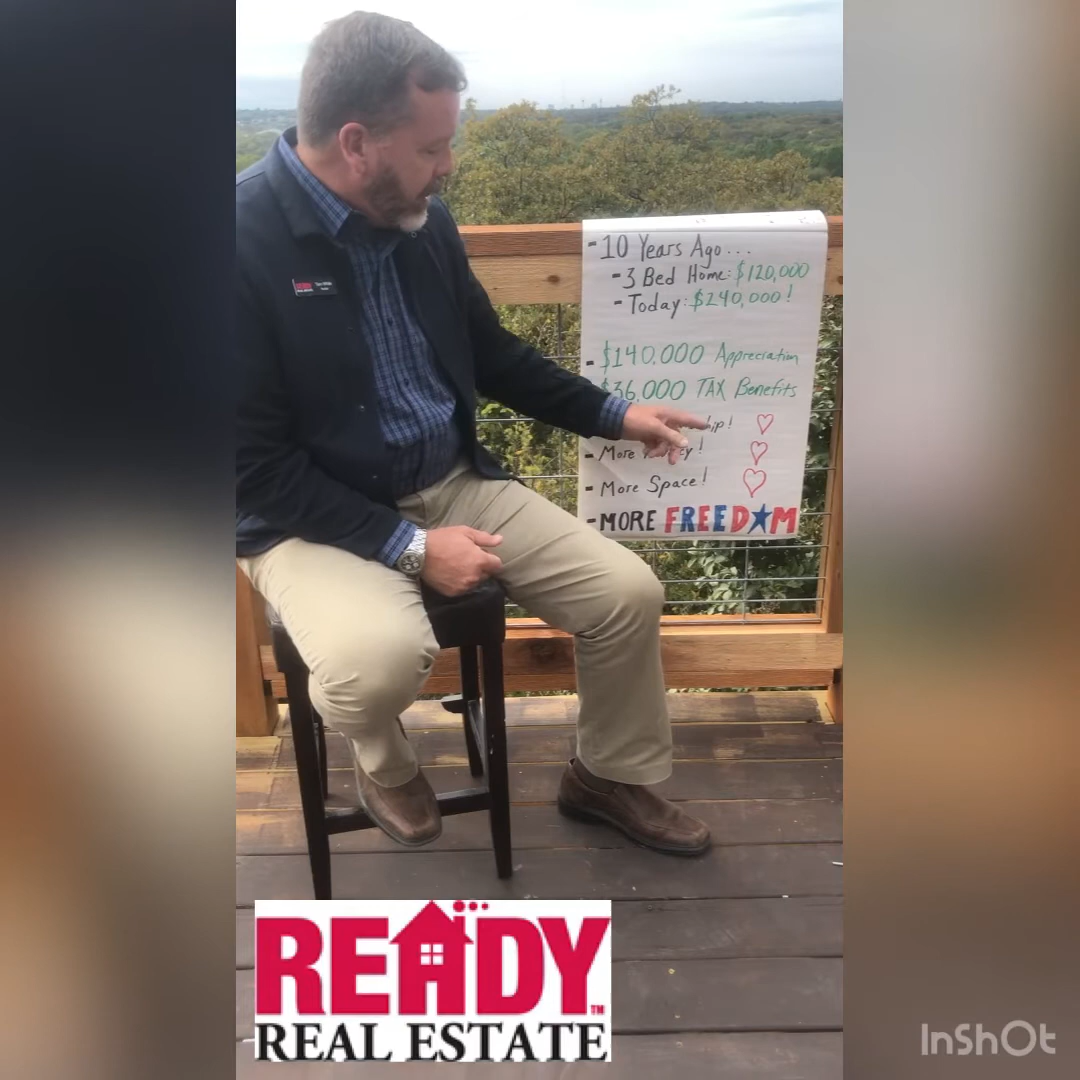 - 10 Years Ago...
- 3 Bed Home: $120,000
- Today: $240,000!
- $140,000 Appreciation
$36,000 TAX Benefits
- More
- More Space!
- MORE FREEDOM
READY
REAL ESTATE
TM
InShOt